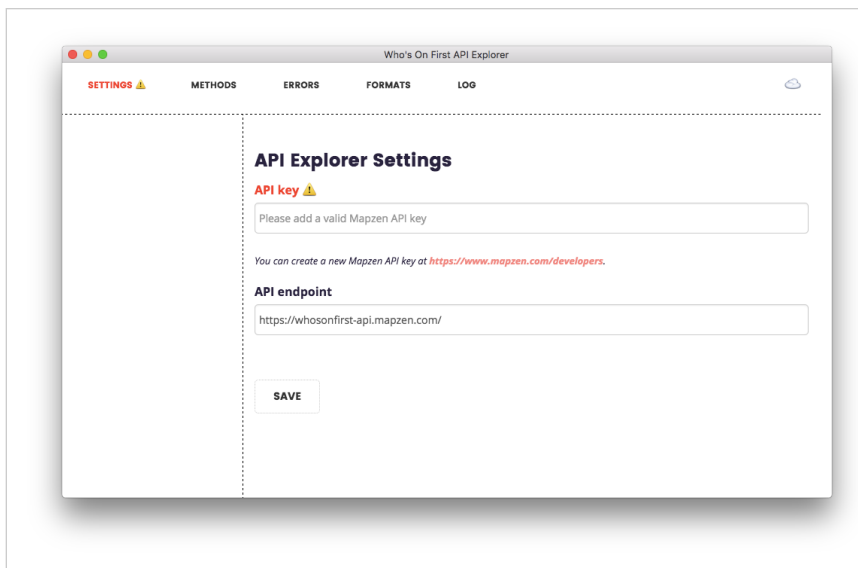 Who's On First API Explorer
SETTINGS ⚠️ METHODS ERRORS FORMATS LOG
API Explorer Settings
API key ⚠️
Please add a valid Mapzen API key
You can create a new Mapzen API key at https://www.mapzen.com/developers.
API endpoint
https://whosonfirst-api.mapzen.com/
SAVE